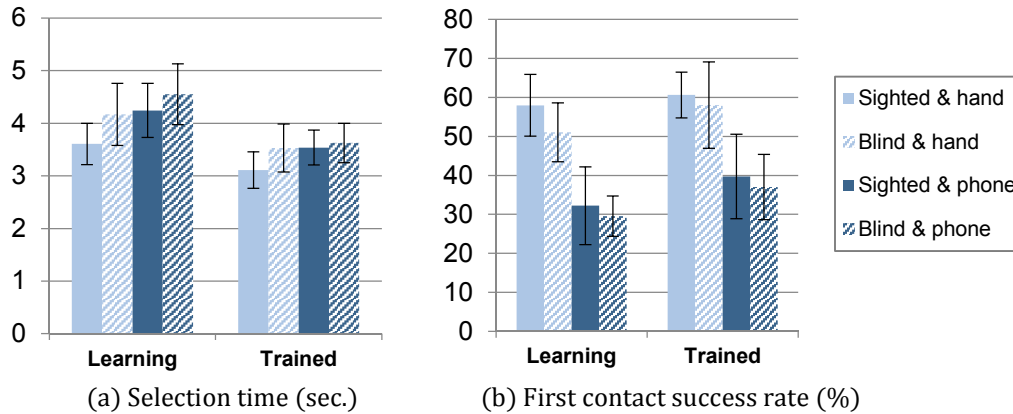 6
5
4
3
2
1
0
Learning Trained
(a) Selection time (sec.)
80
70
60
50
40
30
20
10
0
Learning Trained
(b) First contact success rate (%)
Sighted & hand
Blind & hand
Sighted & phone
Blind & phone